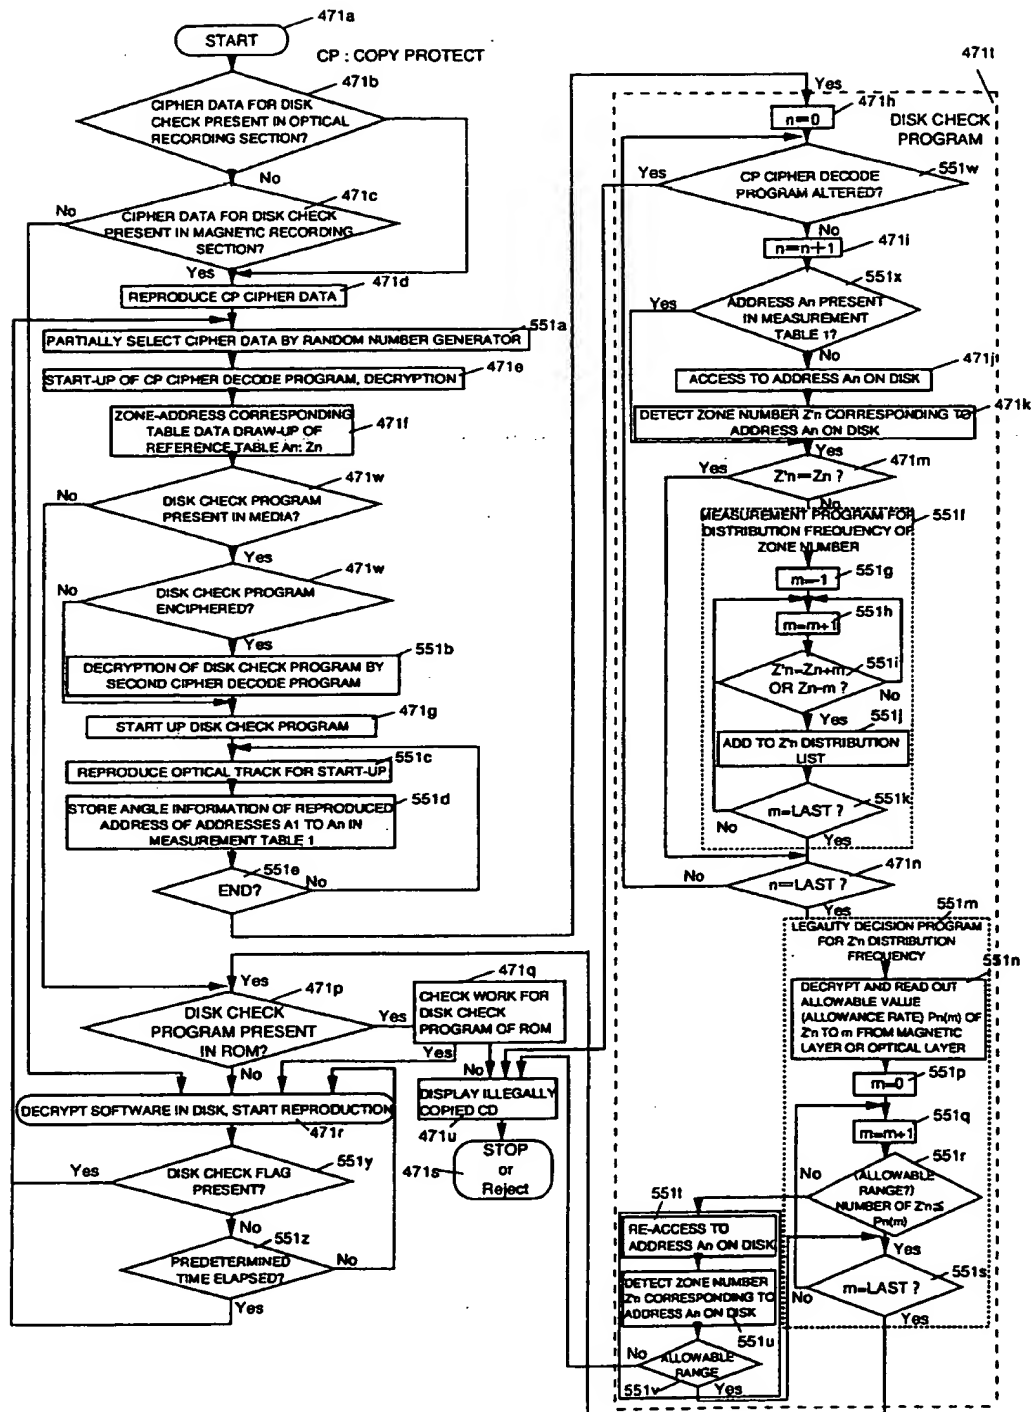 471a
START
CP : COPY PROTECT
471b
CIPHER DATA FOR DISK
CHECK PRESENT IN OPTICAL
RECORDING SECTION?
No
471c
No
CIPHER DATA FOR DISK CHECK
PRESENT IN MAGNETIC RECORDING
SECTION?
Yes
471d
REPRODUCE CP CIPHER DATA
551a
PARTIALLY SELECT CIPHER DATA BY RANDOM NUMBER GENERATOR
471e
START-UP OF CP CIPHER DECODE PROGRAM, DECRYPTION
ZONE-ADDRESS CORRESPONDING
TABLE DATA DRAW-UP OF
REFERENCE TABLE An: Zn
471f
471w
No
DISK CHECK PROGRAM
PRESENT IN MEDIA?
Yes
471w
No
DISK CHECK PROGRAM
ENCIPHERED?
Yes
551b
DECRYPTION OF DISK CHECK PROGRAM BY
SECOND CIPHER DECODE PROGRAM
START UP DISK CHECK PROGRAM
471g
REPRODUCE OPTICAL TRACK FOR START-UP
551c
551d
STORE ANGLE INFORMATION OF REPRODUCED
ADDRESS OF ADDRESSES A1 TO An IN
MEASUREMENT TABLE 1
551e
END?
No
Yes
471p
DISK CHECK
PROGRAM PRESENT
IN ROM?
Yes
No
471q
CHECK WORK FOR
DISK CHECK
PROGRAM OF ROM
Yes
No
DECRYPT SOFTWARE IN DISK, START REPRODUCTION
471r
DISPLAY ILLEGALLY
COPIED CD
471u
STOP
or
Reject
471s
Yes
DISK CHECK FLAG
PRESENT?
551y
No
551z
PREDETERMINED
TIME ELAPSED?
No
Yes
471t
Yes
471h
n=0
DISK CHECK
PROGRAM
551w
Yes
CP CIPHER DECODE
PROGRAM ALTERED?
No
n=n+1
471i
551x
Yes
ADDRESS An PRESENT
IN MEASUREMENT
TABLE 1?
No
471j
ACCESS TO ADDRESS An ON DISK
DETECT ZONE NUMBER Z'n CORRESPONDING TO
ADDRESS An ON DISK
471k
Yes
471m
Yes
Z'n=Zn ?
No
MEASUREMENT PROGRAM FOR
DISTRIBUTION FREQUENCY OF
ZONE NUMBER
551f
551g
m=-1
551h
m=m+1
Z'n=Zn+m
OR Zn-m ?
551i
No
Yes
551j
ADD TO Z'n DISTRIBUTION
LIST
m=LAST ?
551k
No
Yes
471n
No
n=LAST ?
Yes
551m
LEGALITY DECISION PROGRAM
FOR Z'n DISTRIBUTION
FREQUENCY
551n
DECRYPT AND READ OUT
ALLOWABLE VALUE
(ALLOWANCE RATE) Pn(m) OF
Z'n TO m FROM MAGNETIC
LAYER OR OPTICAL LAYER
551p
m=0
551q
m=m+1
551r
No
(ALLOWABLE
RANGE?)
NUMBER OF Z'n≦
Pn(m)
Yes
551s
m=LAST ?
No
Yes
551t
RE-ACCESS TO
ADDRESS An ON DISK
DETECT ZONE NUMBER
Z'n CORRESPONDING TO
ADDRESS An ON DISK
551u
No
ALLOWABLE
RANGE
551v
Yes